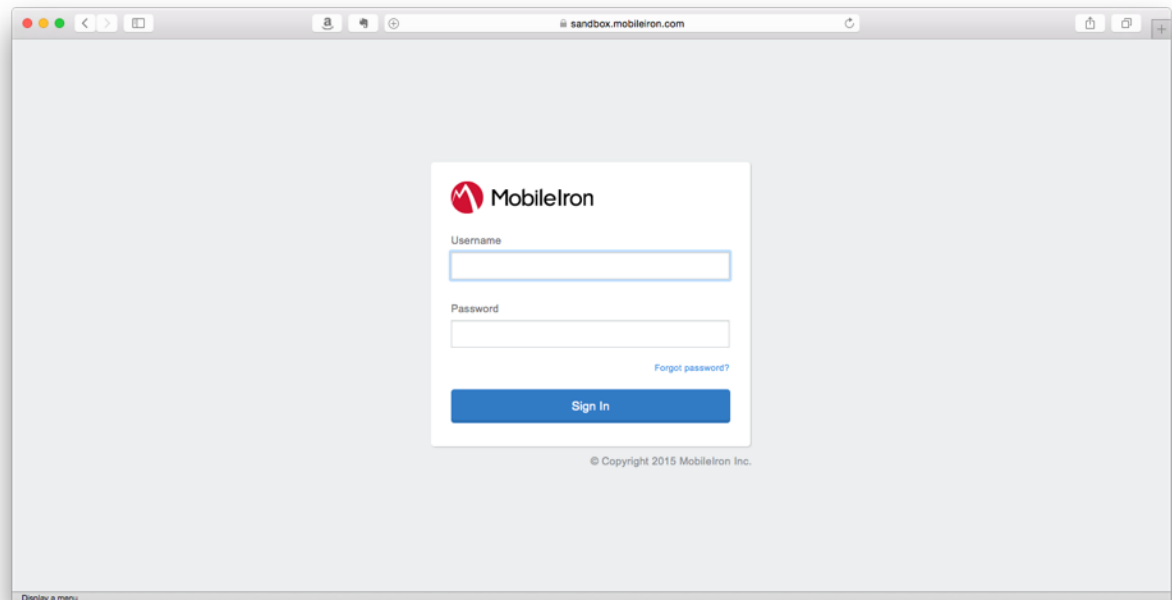 a
sandbox.mobileiron.com
MobileIron
Username
Password
Forgot password?
Sign In
© Copyright 2015 MobileIron Inc.
Display a menu